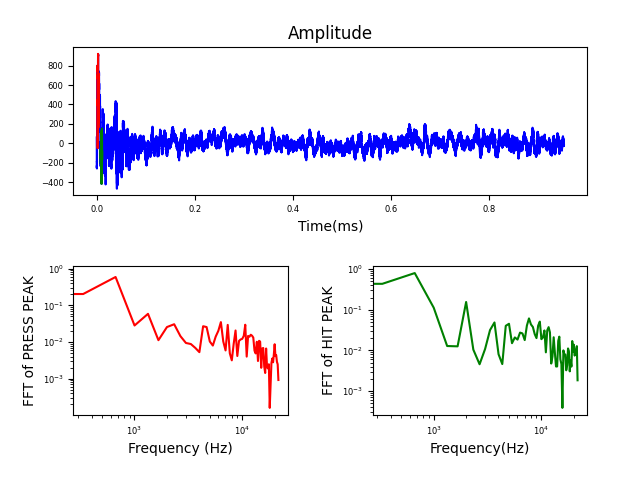 Amplitude
800
600
400
200
0
−200
−400
0.0 0.2 0.4 0.6 0.8
Time(ms)
FFT of PRESS PEAK
10⁰
10⁻¹
10⁻²
10⁻³
10³ 10⁴
Frequency (Hz)
FFT of HIT PEAK
10⁰
10⁻¹
10⁻²
10⁻³
10³ 10⁴
Frequency(Hz)